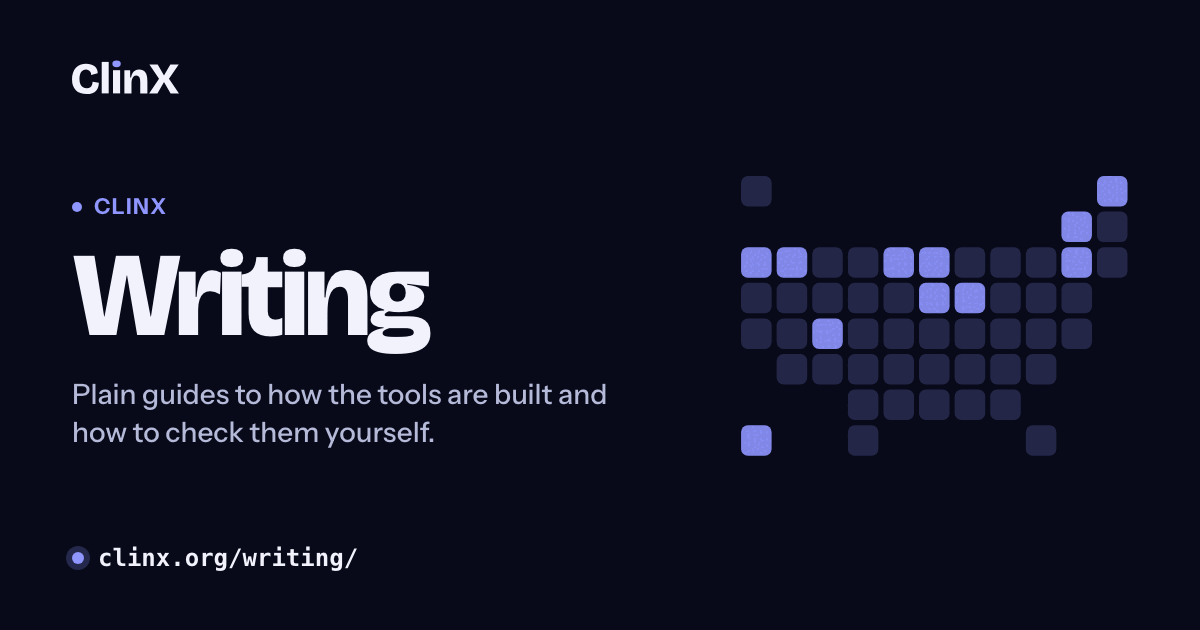 ClinX
CLINX
Writing
Plain guides to how the tools are built and
how to check them yourself.
clinx.org/writing/